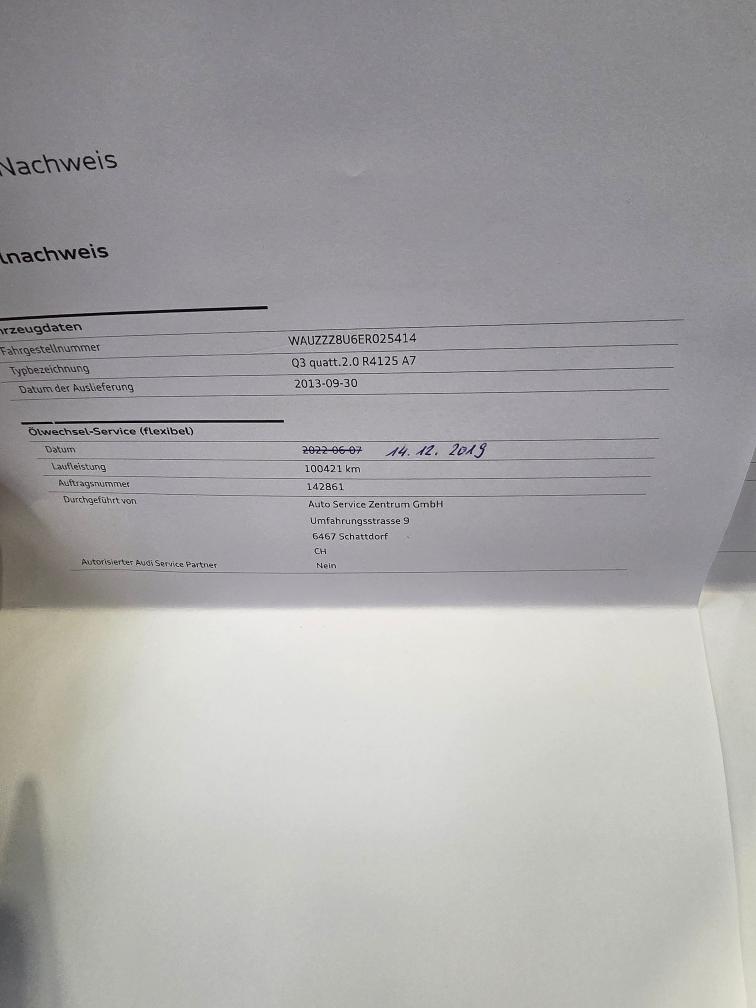 Nachweis
lnachweis
rzeugdaten
Fahrgestellnummer WAUZZZ8U6ER025414
Typbezeichnung Q3 quatt.2.0 R4125 A7
Datum der Auslieferung 2013-09-30
Ölwechsel-Service (flexibel)
Datum 2022-06-07 14.12.2019
Laufleistung 100421 km
Auftragsnummer 142861
Durchgeführt von Auto Service Zentrum GmbH
Umfahrungsstrasse 9
6467 Schattdorf
CH
Autorisierter Audi Service Partner Nein